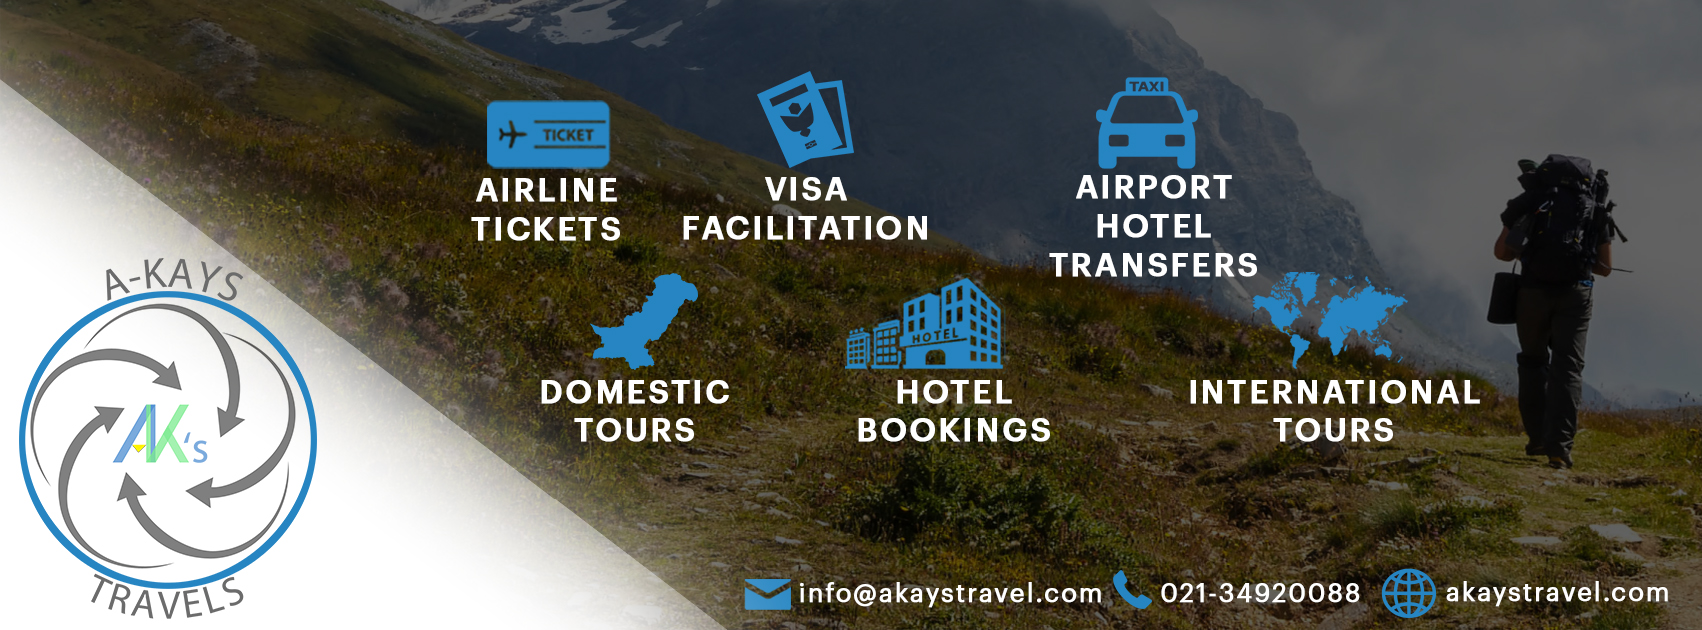 TICKET
AIRLINE
TICKETS
VISA
FACILITATION
TAXI
AIRPORT
HOTEL
TRANSFERS
DOMESTIC
TOURS
HOTEL
HOTEL
BOOKINGS
INTERNATIONAL
TOURS
A-KAYS
AK's
TRAVELS
info@akaystravel.com
021-34920088
akaystravel.com